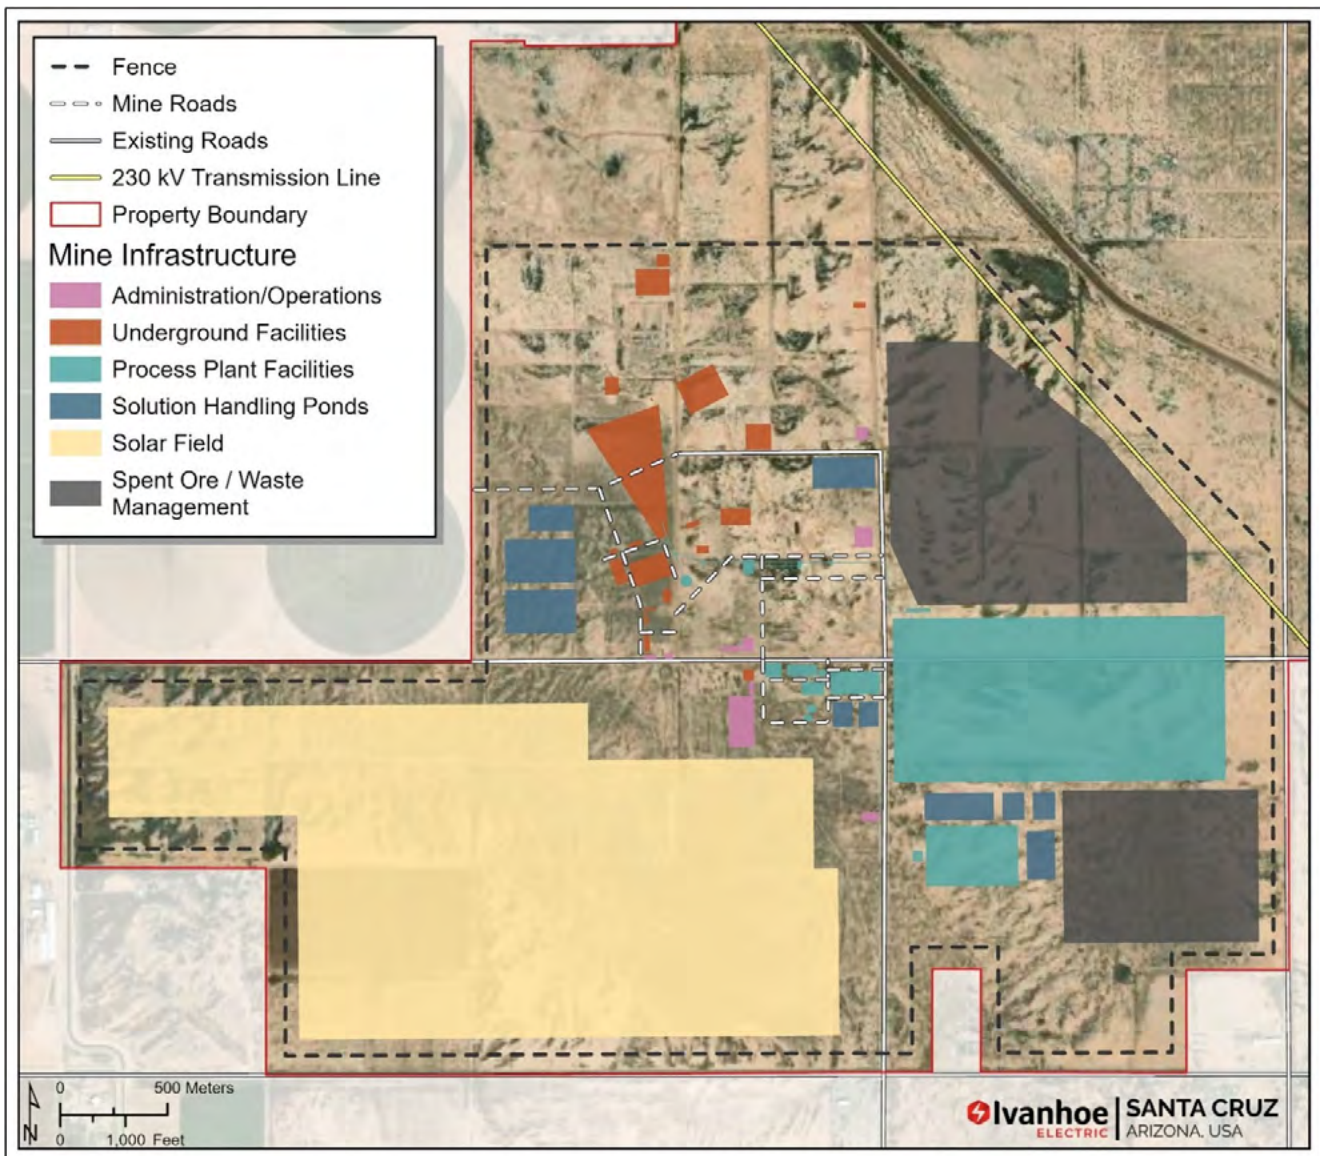 Fence
Mine Roads
Existing Roads
230 kV Transmission Line
Property Boundary
Mine Infrastructure
Administration/Operations
Underground Facilities
Process Plant Facilities
Solution Handling Ponds
Solar Field
Spent Ore / Waste
Management
0 500 Meters
0 1,000 Feet
N
Ivanhoe
ELECTRIC
SANTA CRUZ
ARIZONA. USA